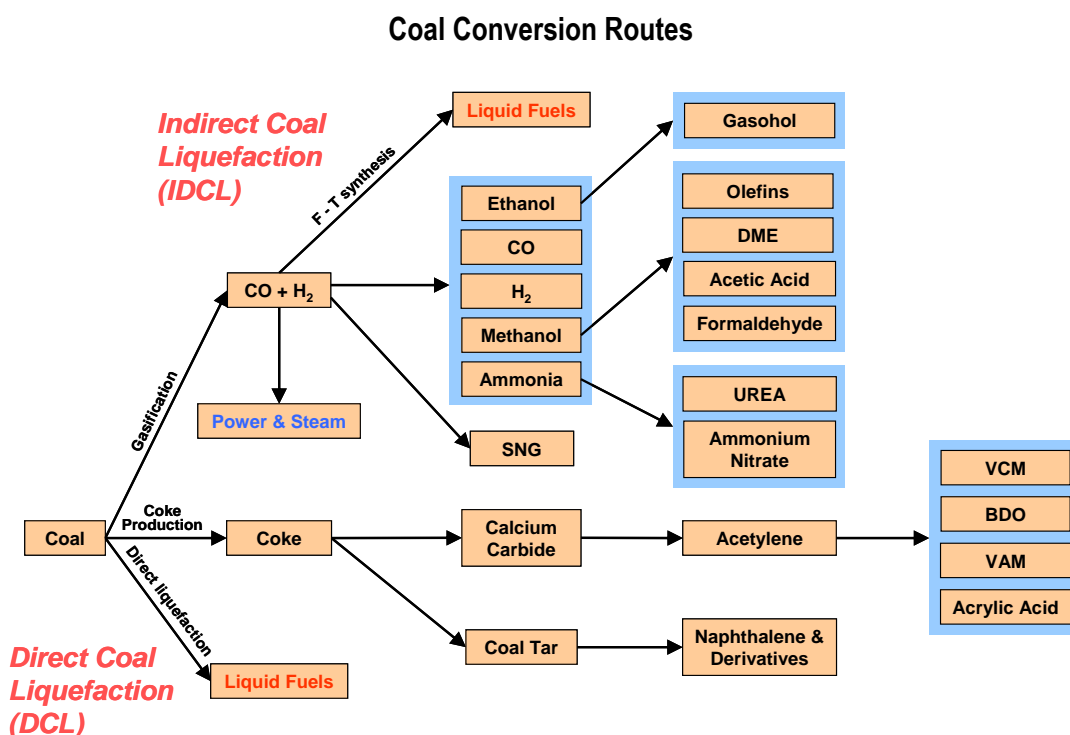 Coal Conversion Routes
Indirect Coal
Liquefaction
(IDCL)
Liquid Fuels
Gasohol
F - T synthesis
Ethanol
CO
H₂
Methanol
Ammonia
Olefins
DME
Acetic Acid
Formaldehyde
CO + H₂
Gasification
Power & Steam
SNG
UREA
Ammonium
Nitrate
VCM
BDO
VAM
Acrylic Acid
Coal
Coke
Production
Coke
Calcium
Carbide
Acetylene
Direct liquefaction
Coal Tar
Naphthalene &
Derivatives
Direct Coal
Liquefaction
(DCL)
Liquid Fuels